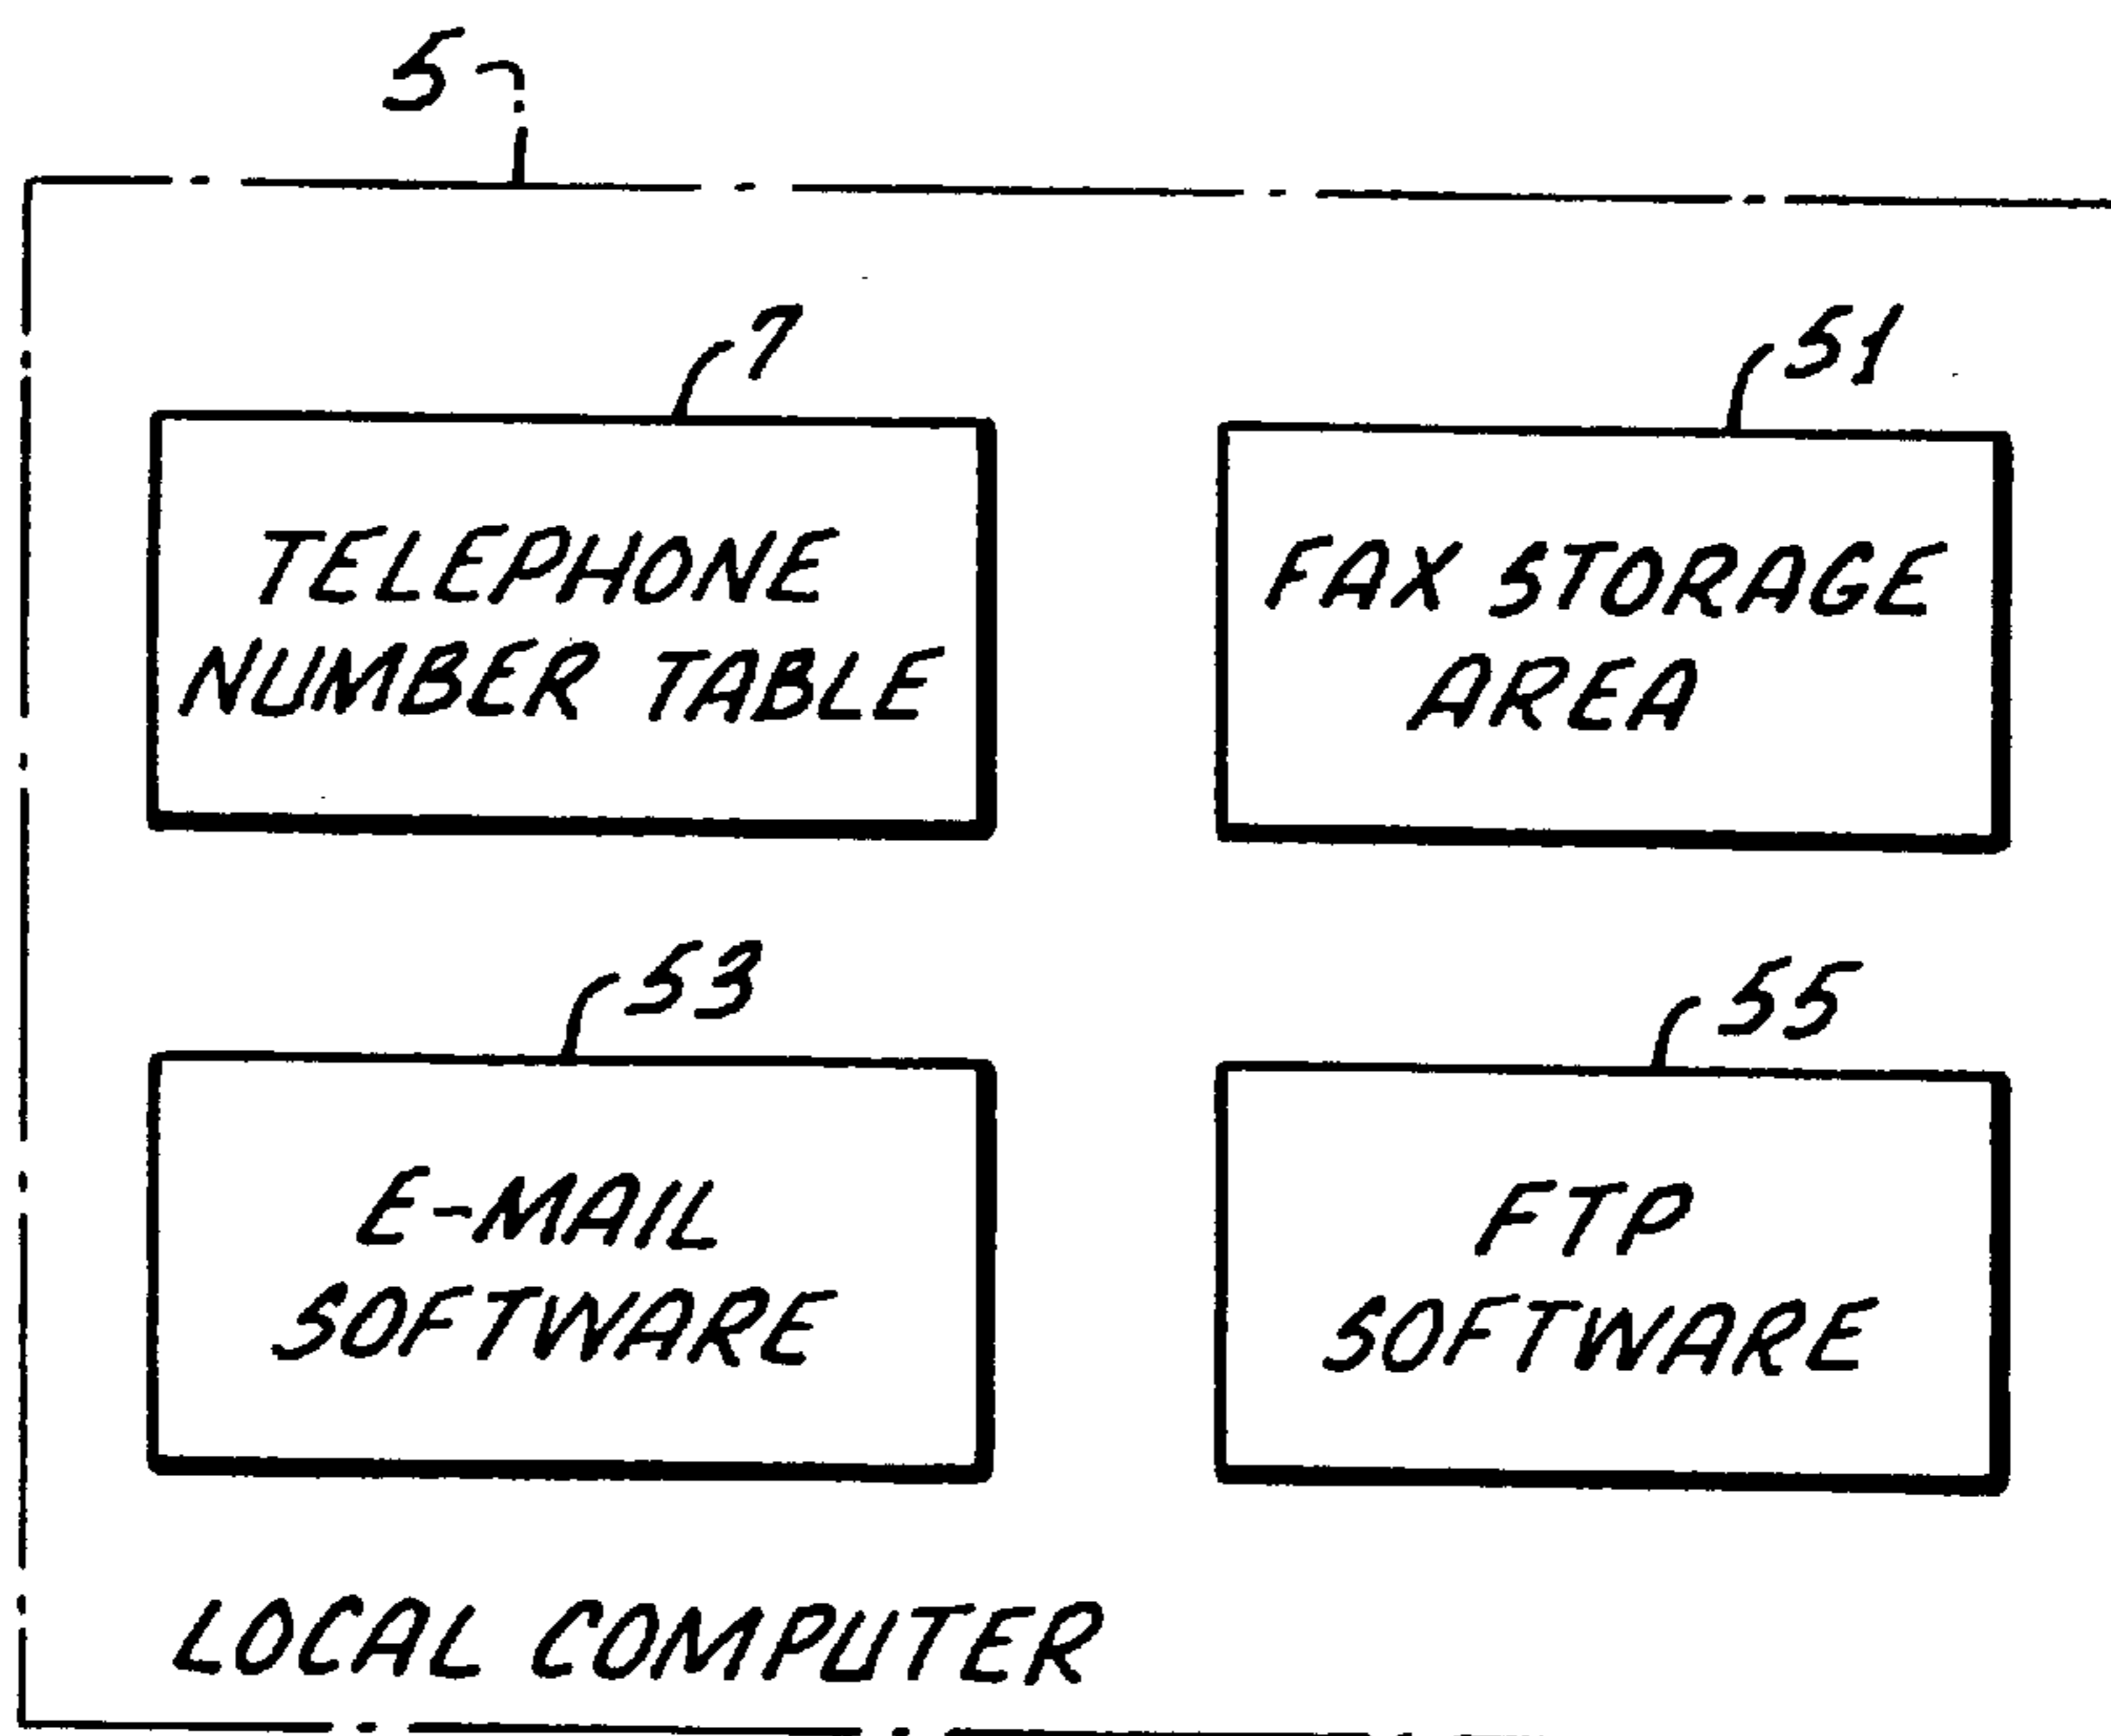 5
7
51
TELEPHONE
NUMBER TABLE
FAX STORAGE
AREA
53
55
E-MAIL
SOFTWARE
FTP
SOFTWARE
LOCAL COMPUTER